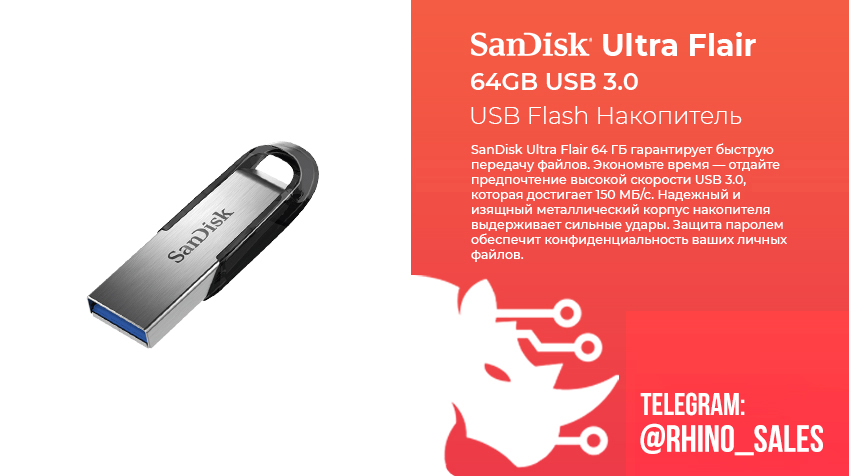 SanDisk Ultra Flair
64GB USB 3.0
USB Flash Накопитель
SanDisk Ultra Flair 64 ГБ гарантирует быструю
передачу файлов. Экономьте время — отдайте
предпочтение высокой скорости USB 3.0,
которая достигает 150 МБ/с. Надежный и
изящный металлический корпус накопителя
выдерживает сильные удары. Защита паролем
обеспечит конфиденциальность ваших личных
файлов.
SanDisk
TELEGRAM:
@RHINO_SALES